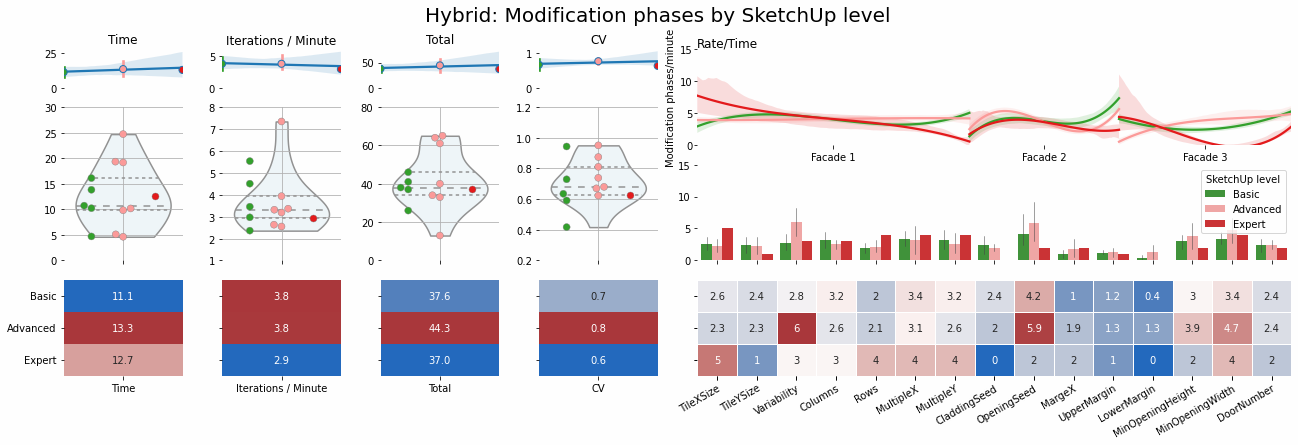 Hybrid: Modification phases by SketchUp level
Time
Iterations / Minute
Total
CV
Rate/Time
25
0
5
0
50
0
1
0
15
10
5
0
Modification phases/minute
Facade 1
Facade 2
Facade 3
30
25
20
15
10
5
0
8
7
6
5
4
3
2
1
80
60
40
20
0
1.2
1.0
0.8
0.6
0.4
0.2
15
10
5
0
SketchUp level
Basic
Advanced
Expert
Basic 11.1 3.8 37.6 0.7 2.6 2.4 2.8 3.2 2 3.4 3.2 2.4 4.2 1 1.2 0.4 3 3.4 2.4
Advanced 13.3 3.8 44.3 0.8 2.3 2.3 6 2.6 2.1 3.1 2.6 2 5.9 1.9 1.3 1.3 3.9 4.7 2.4
Expert 12.7 2.9 37.0 0.6 5 1 3 3 4 4 4 0 2 2 1 0 2 4 2
Time
Iterations / Minute
Total
CV
TileXSize
TileYSize
Variability
Columns
Rows
MultipleX
MultipleY
CladdingSeed
OpeningSeed
MargeX
UpperMargin
LowerMargin
MinOpeningHeight
MinOpeningWidth
DoorNumber